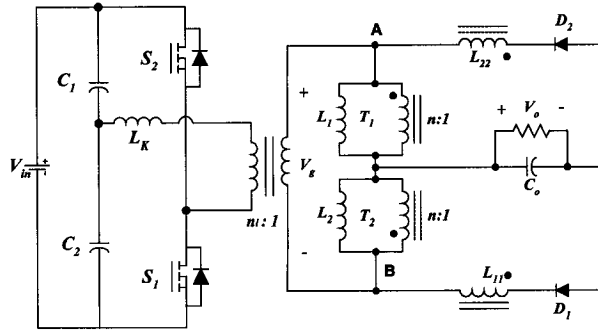 A
D2
S2
L22
C1
+
L1
T1
n:1
+ Vo -
LK
Vin
+
Vg
Co
n1:1
L2
T2
n:1
C2
-
B
L11
S1
D1